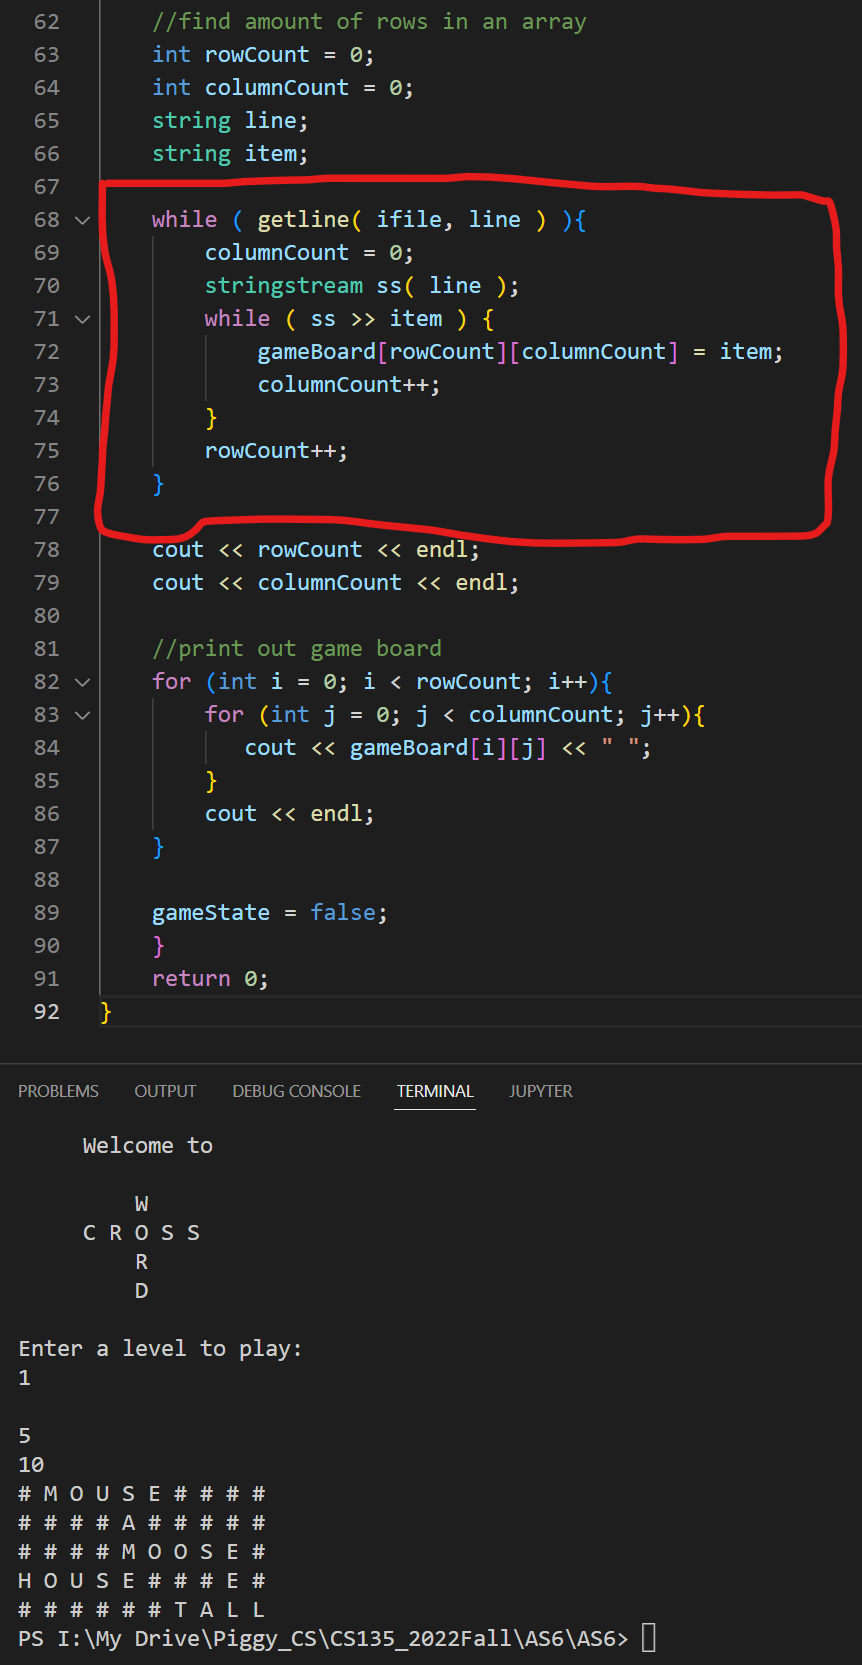 62 //find amount of rows in an array
63 int rowCount = 0;
64 int columnCount = 0;
65 string line;
66 string item;
67
68 while ( getline( ifile, line ) ){
69 columnCount = 0;
70 stringstream ss( line );
71 while ( ss >> item ) {
72 gameBoard[rowCount][columnCount] = item;
73 columnCount++;
74 }
75 rowCount++;
76 }
77
78 cout << rowCount << endl;
79 cout << columnCount << endl;
80
81 //print out game board
82 for (int i = 0; i < rowCount; i++){
83 for (int j = 0; j < columnCount; j++){
84 cout << gameBoard[i][j] << " ";
85 }
86 cout << endl;
87 }
88
89 gameState = false;
90 }
91 return 0;
92 }
PROBLEMS OUTPUT DEBUG CONSOLE TERMINAL JUPYTER
Welcome to
W
C R O S S
R
D
Enter a level to play:
1
5
10
# M O U S E # # # #
# # # # A # # # # #
# # # # M O O S E #
H O U S E # # # E #
# # # # # # T A L L
PS I:\My Drive\Piggy_CS\CS135_2022Fall\AS6\AS6>